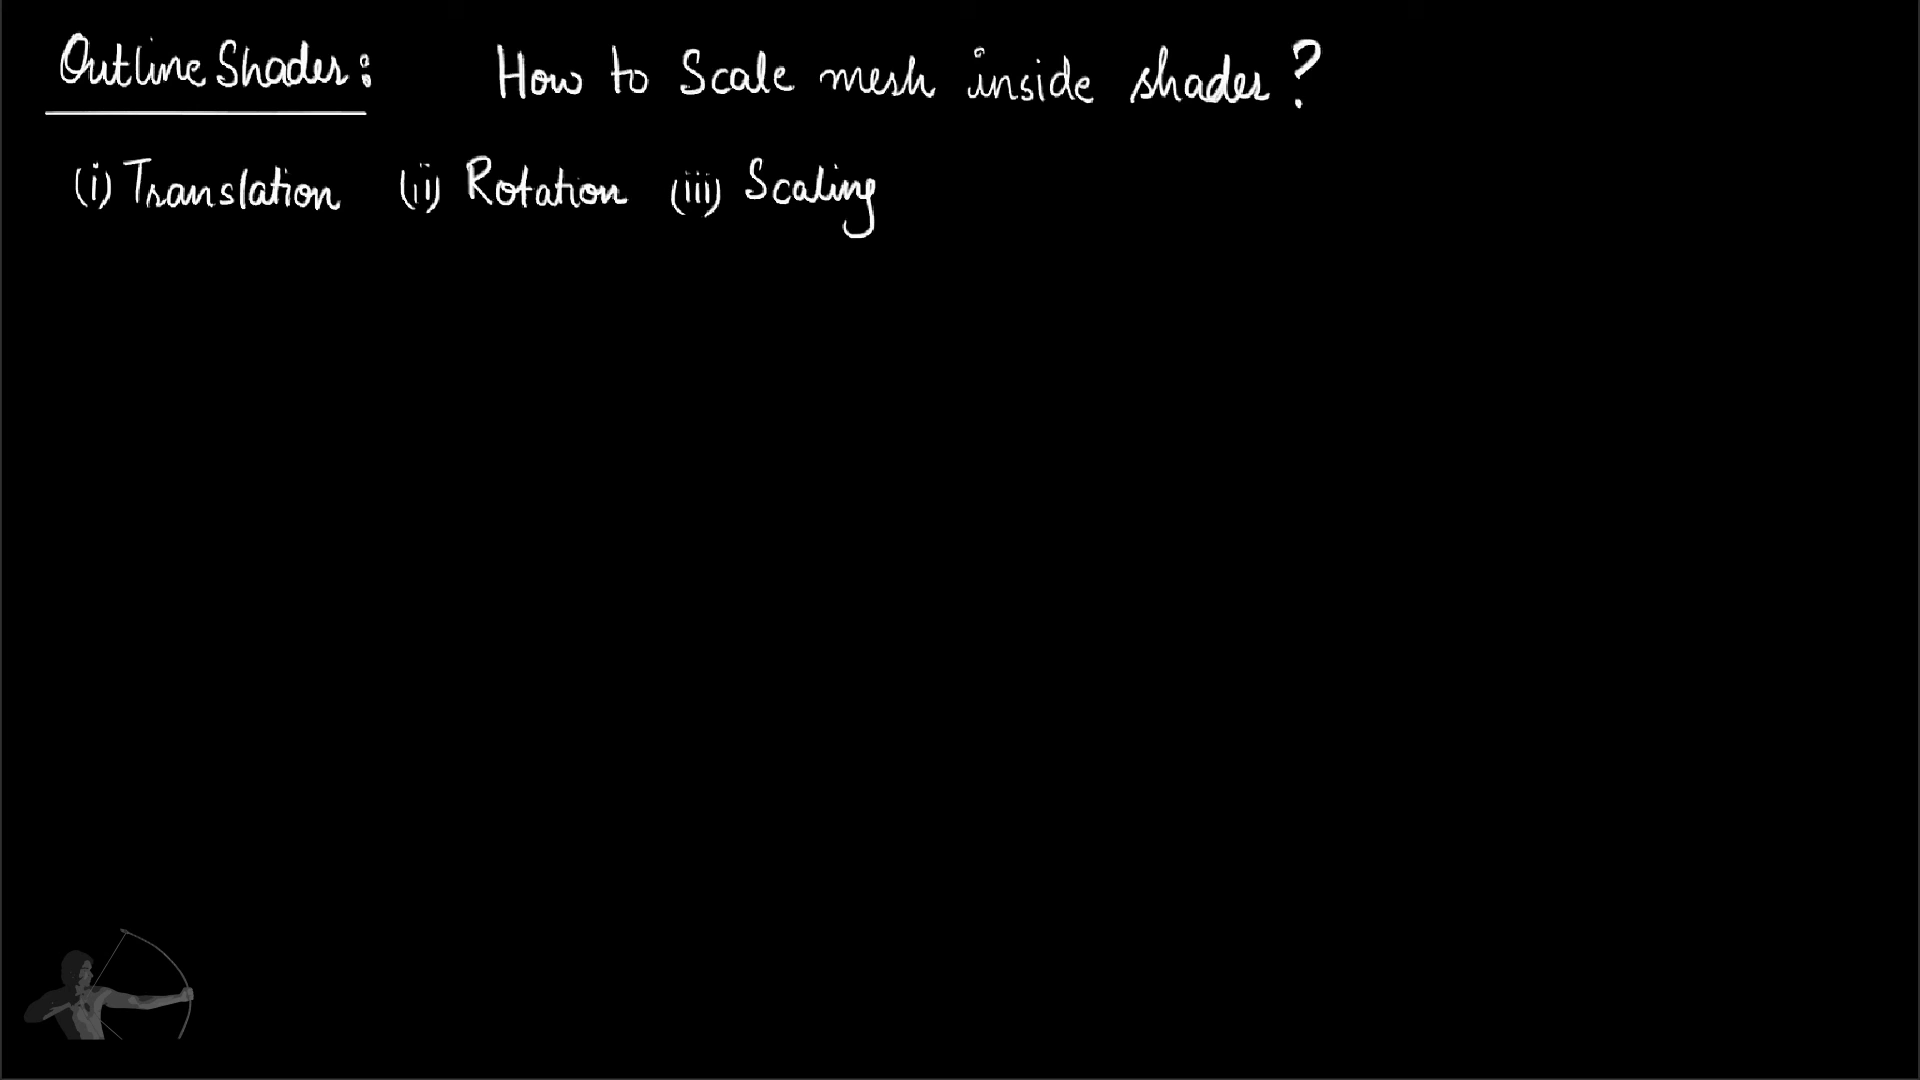 Outline Shader: How to Scale mesh inside shader?
(i) Translation (ii) Rotation (iii) Scaling